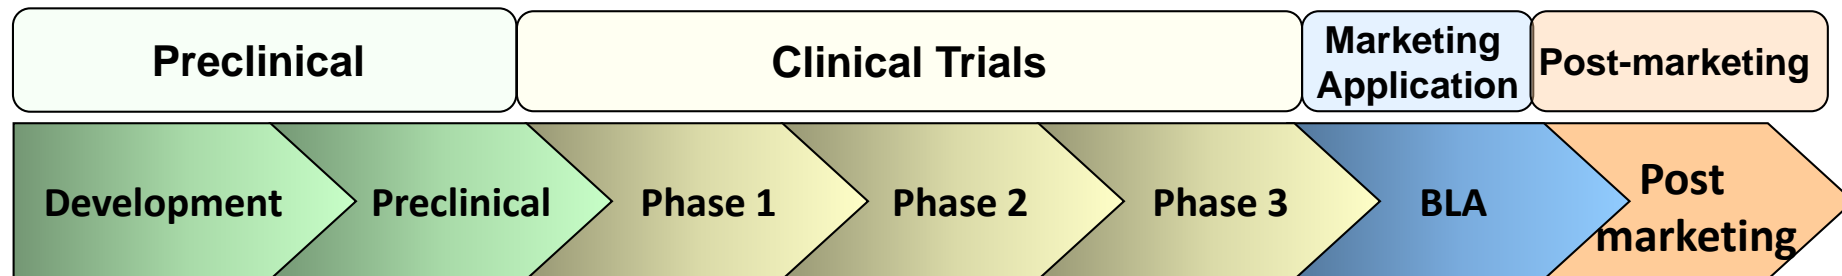 Preclinical
Clinical Trials
Marketing
Application
Post-marketing
Development
Preclinical
Phase 1
Phase 2
Phase 3
BLA
Post
marketing